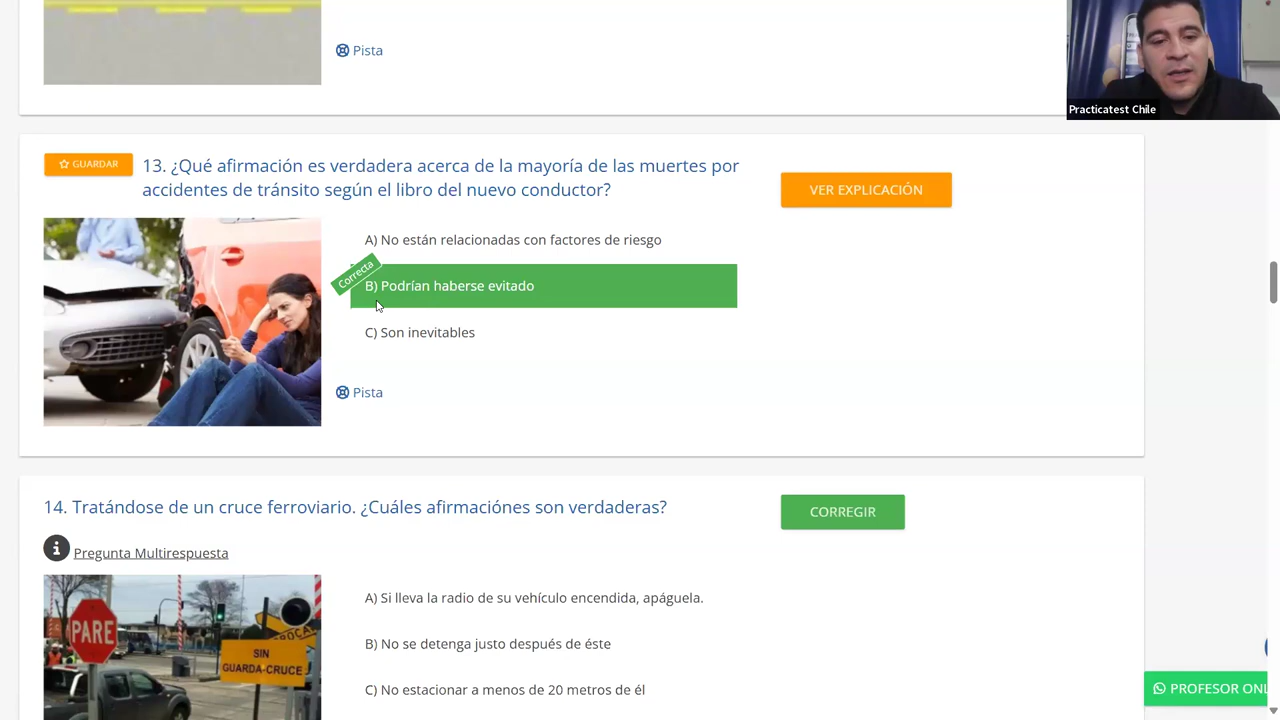 Pista
Practicatest Chile
GUARDAR
13. ¿Qué afirmación es verdadera acerca de la mayoría de las muertes por
accidentes de tránsito según el libro del nuevo conductor?
VER EXPLICACIÓN
A) No están relacionadas con factores de riesgo
Correcta
B) Podrían haberse evitado
C) Son inevitables
Pista
14. Tratándose de un cruce ferroviario. ¿Cuáles afirmaciónes son verdaderas?
CORREGIR
Pregunta Multirespuesta
PARE
SIN
GUARDA-CRUCE
A) Si lleva la radio de su vehículo encendida, apáguela.
B) No se detenga justo después de éste
C) No estacionar a menos de 20 metros de él
PROFESOR ONL